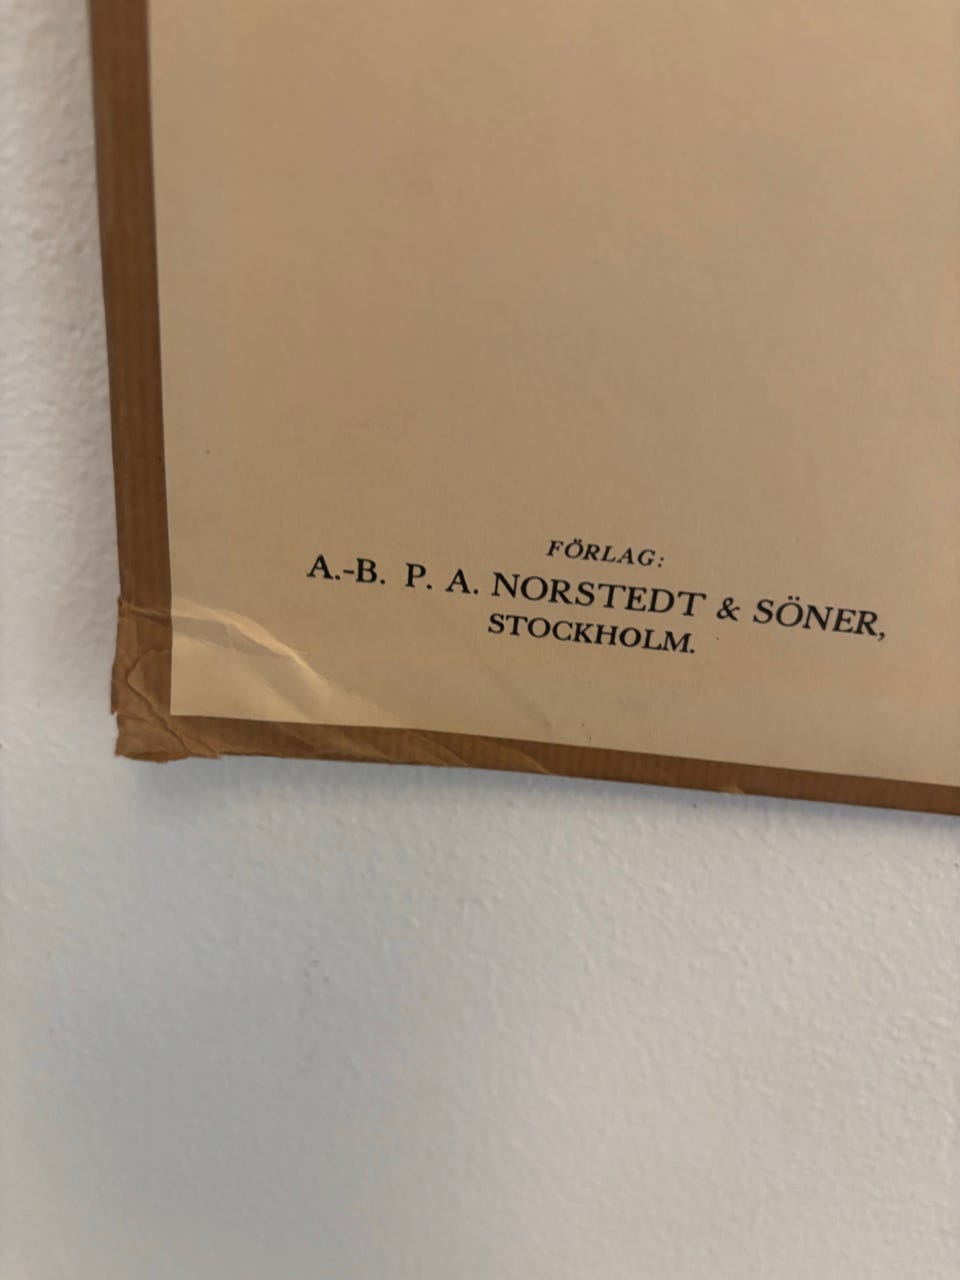 FÖRLAG:
A.-B. P. A. NORSTEDT & SÖNER,
STOCKHOLM.